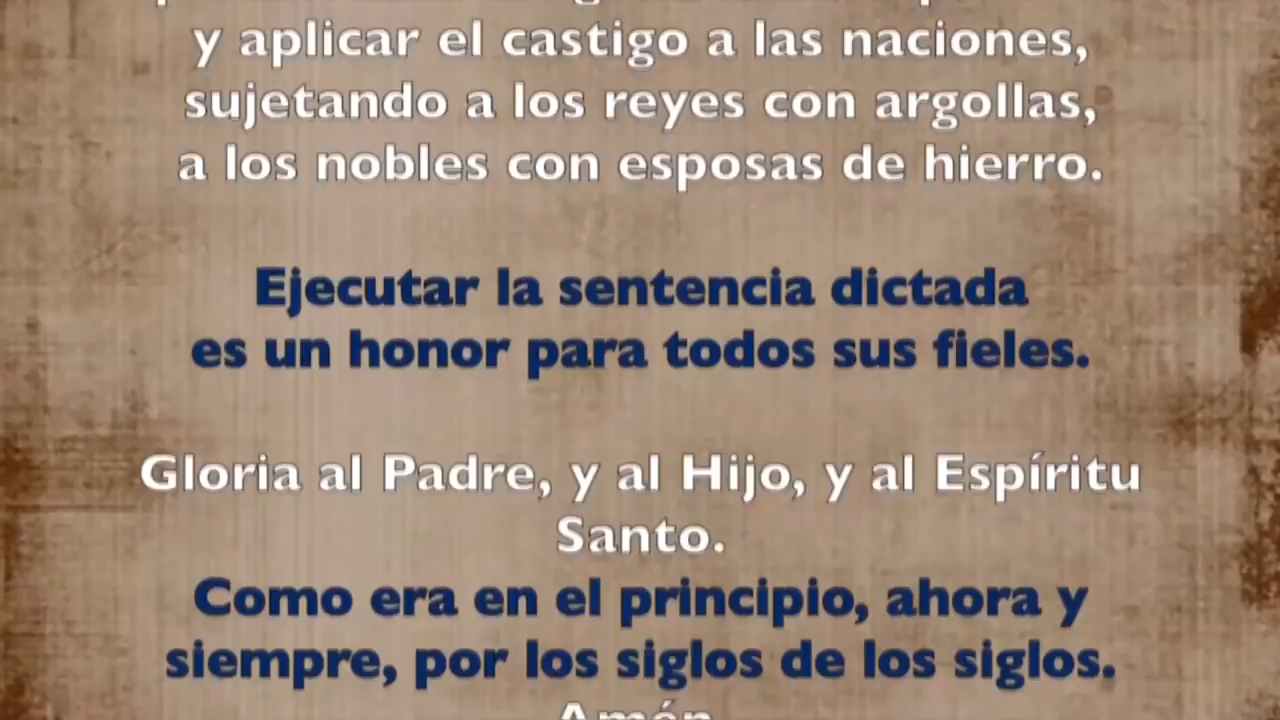 y aplicar el castigo a las naciones,
sujetando a los reyes con argollas,
a los nobles con esposas de hierro.
Ejecutar la sentencia dictada
es un honor para todos sus fieles.
Gloria al Padre, y al Hijo, y al Espíritu
Santo.
Como era en el principio, ahora y
siempre, por los siglos de los siglos.
Amén.